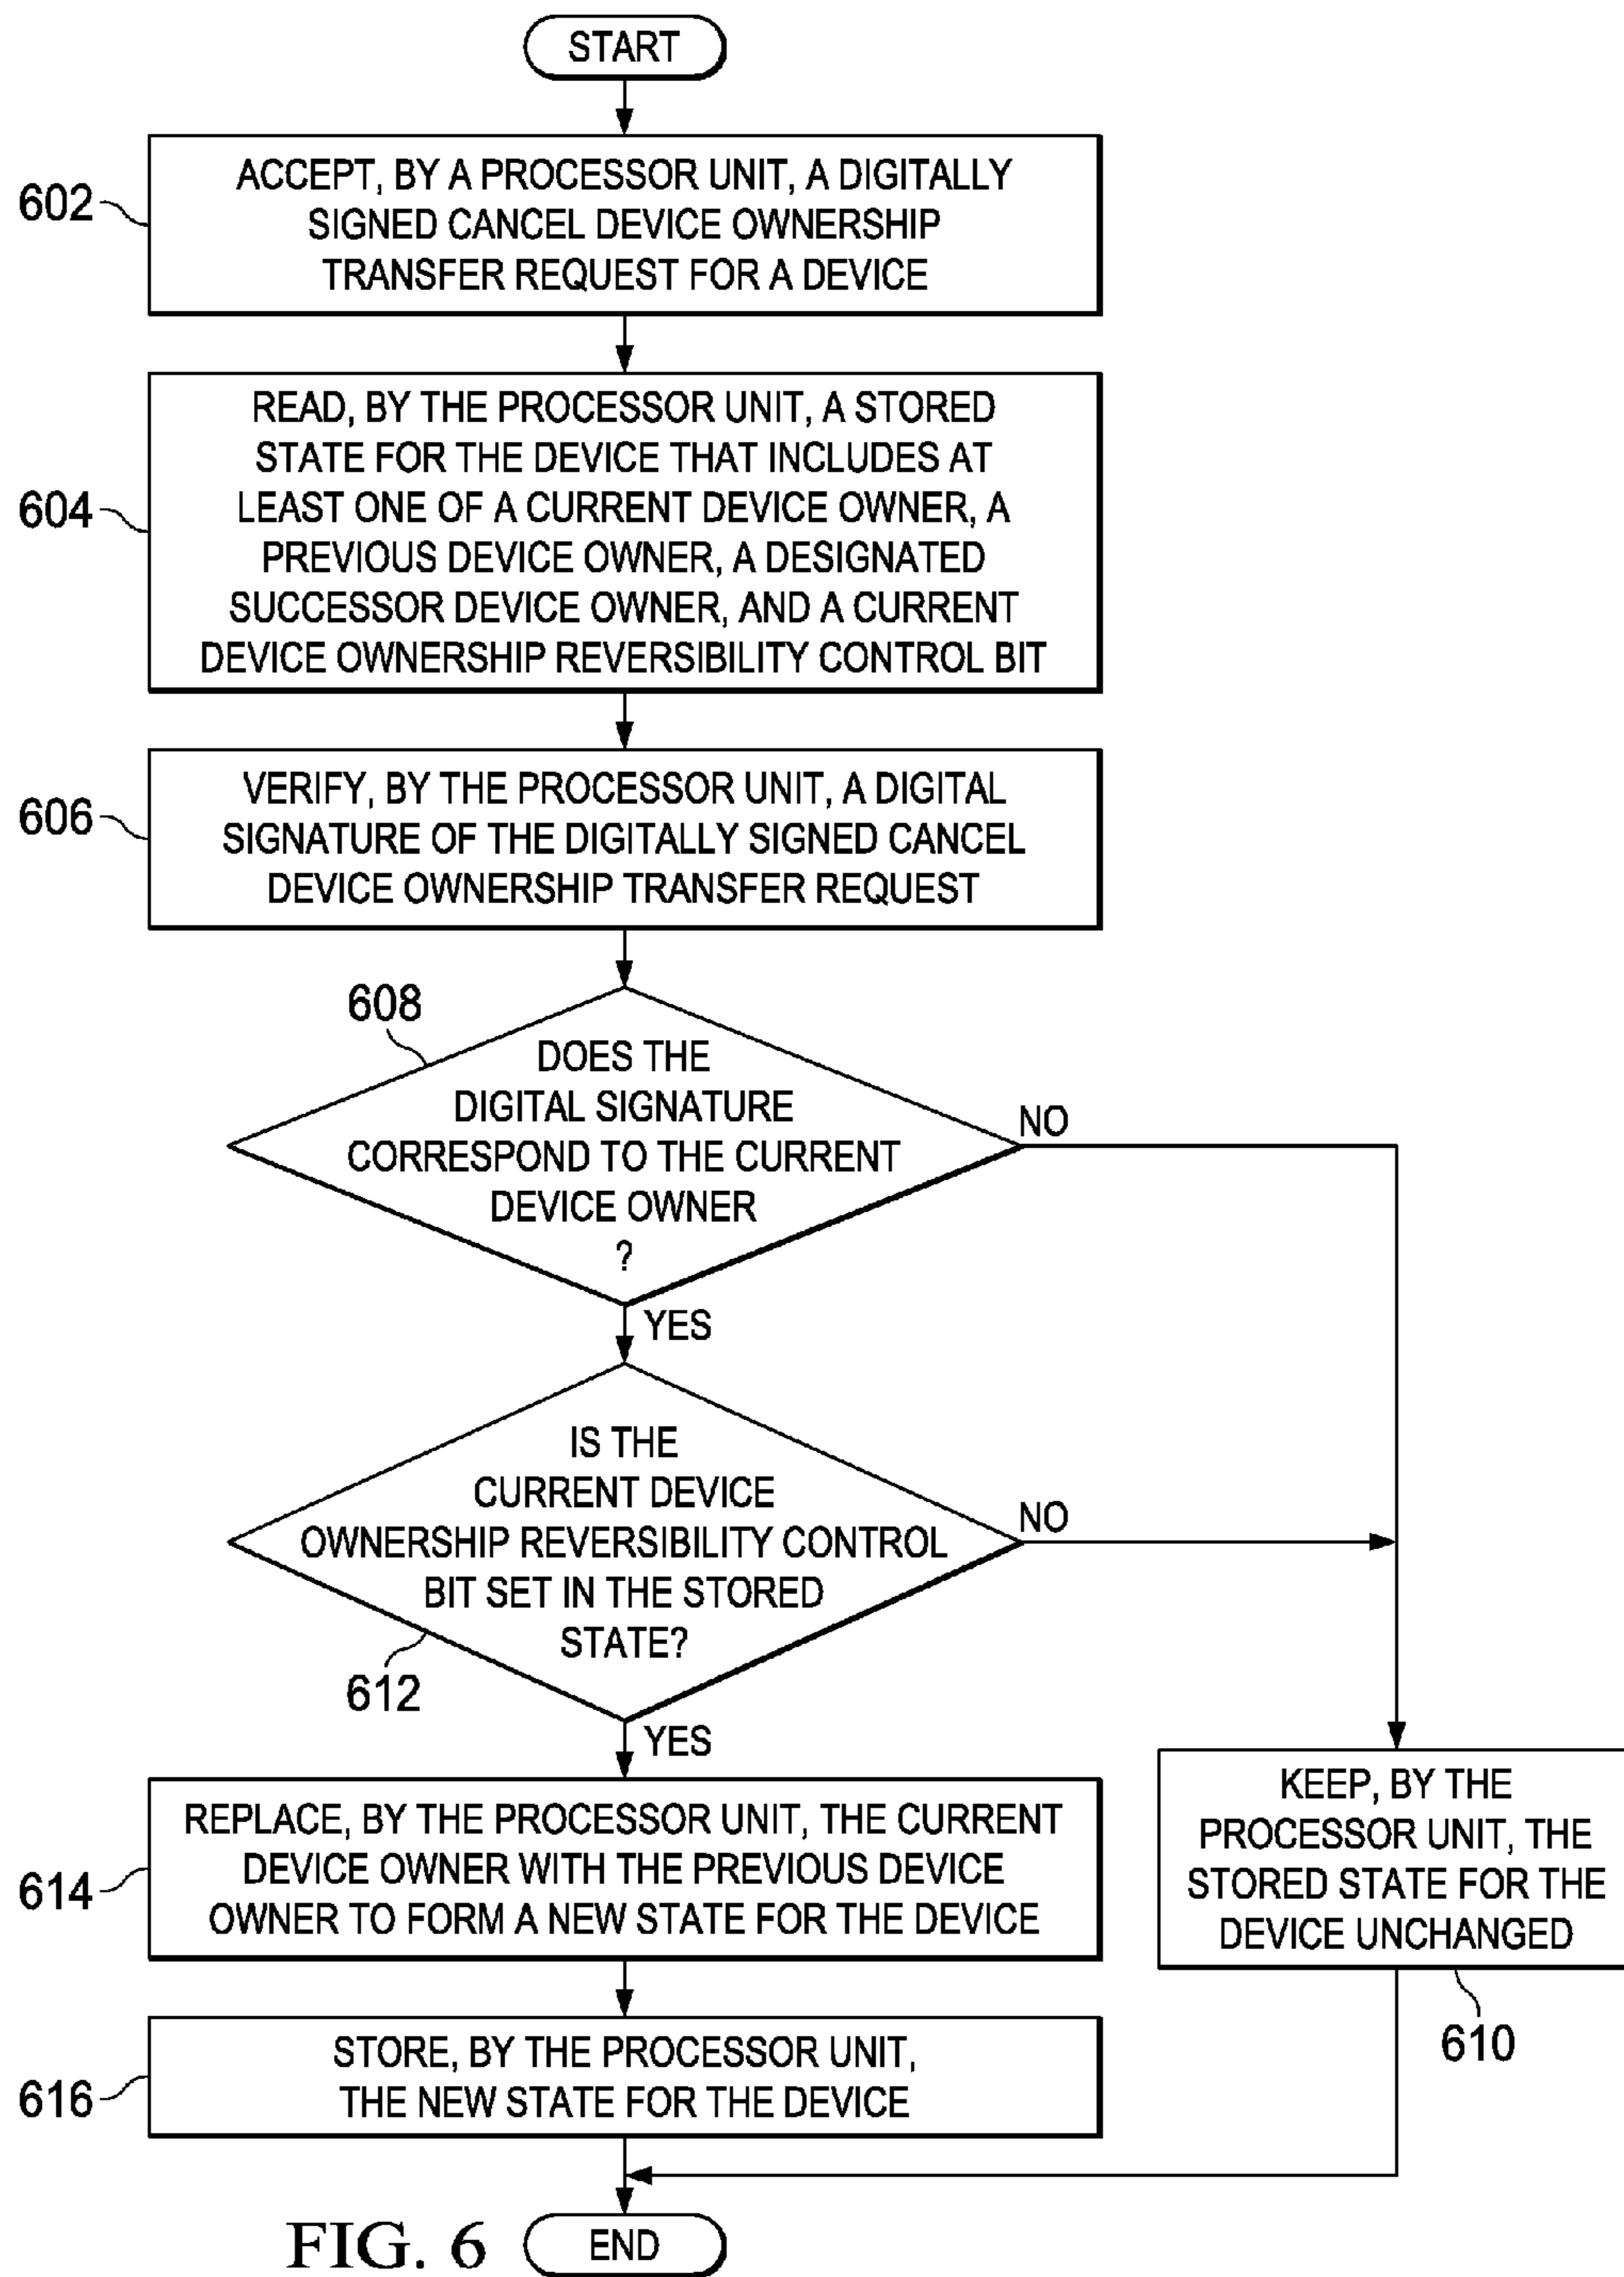 START
602
ACCEPT, BY A PROCESSOR UNIT, A DIGITALLY
SIGNED CANCEL DEVICE OWNERSHIP
TRANSFER REQUEST FOR A DEVICE
604
READ, BY THE PROCESSOR UNIT, A STORED
STATE FOR THE DEVICE THAT INCLUDES AT
LEAST ONE OF A CURRENT DEVICE OWNER, A
PREVIOUS DEVICE OWNER, A DESIGNATED
SUCCESSOR DEVICE OWNER, AND A CURRENT
DEVICE OWNERSHIP REVERSIBILITY CONTROL BIT
606
VERIFY, BY THE PROCESSOR UNIT, A DIGITAL
SIGNATURE OF THE DIGITALLY SIGNED CANCEL
DEVICE OWNERSHIP TRANSFER REQUEST
608
DOES THE
DIGITAL SIGNATURE
CORRESPOND TO THE CURRENT
DEVICE OWNER
?
NO
YES
IS THE
CURRENT DEVICE
OWNERSHIP REVERSIBILITY CONTROL
BIT SET IN THE STORED
STATE?
NO
612
YES
614
REPLACE, BY THE PROCESSOR UNIT, THE CURRENT
DEVICE OWNER WITH THE PREVIOUS DEVICE
OWNER TO FORM A NEW STATE FOR THE DEVICE
KEEP, BY THE
PROCESSOR UNIT, THE
STORED STATE FOR THE
DEVICE UNCHANGED
610
616
STORE, BY THE PROCESSOR UNIT,
THE NEW STATE FOR THE DEVICE
END
FIG. 6